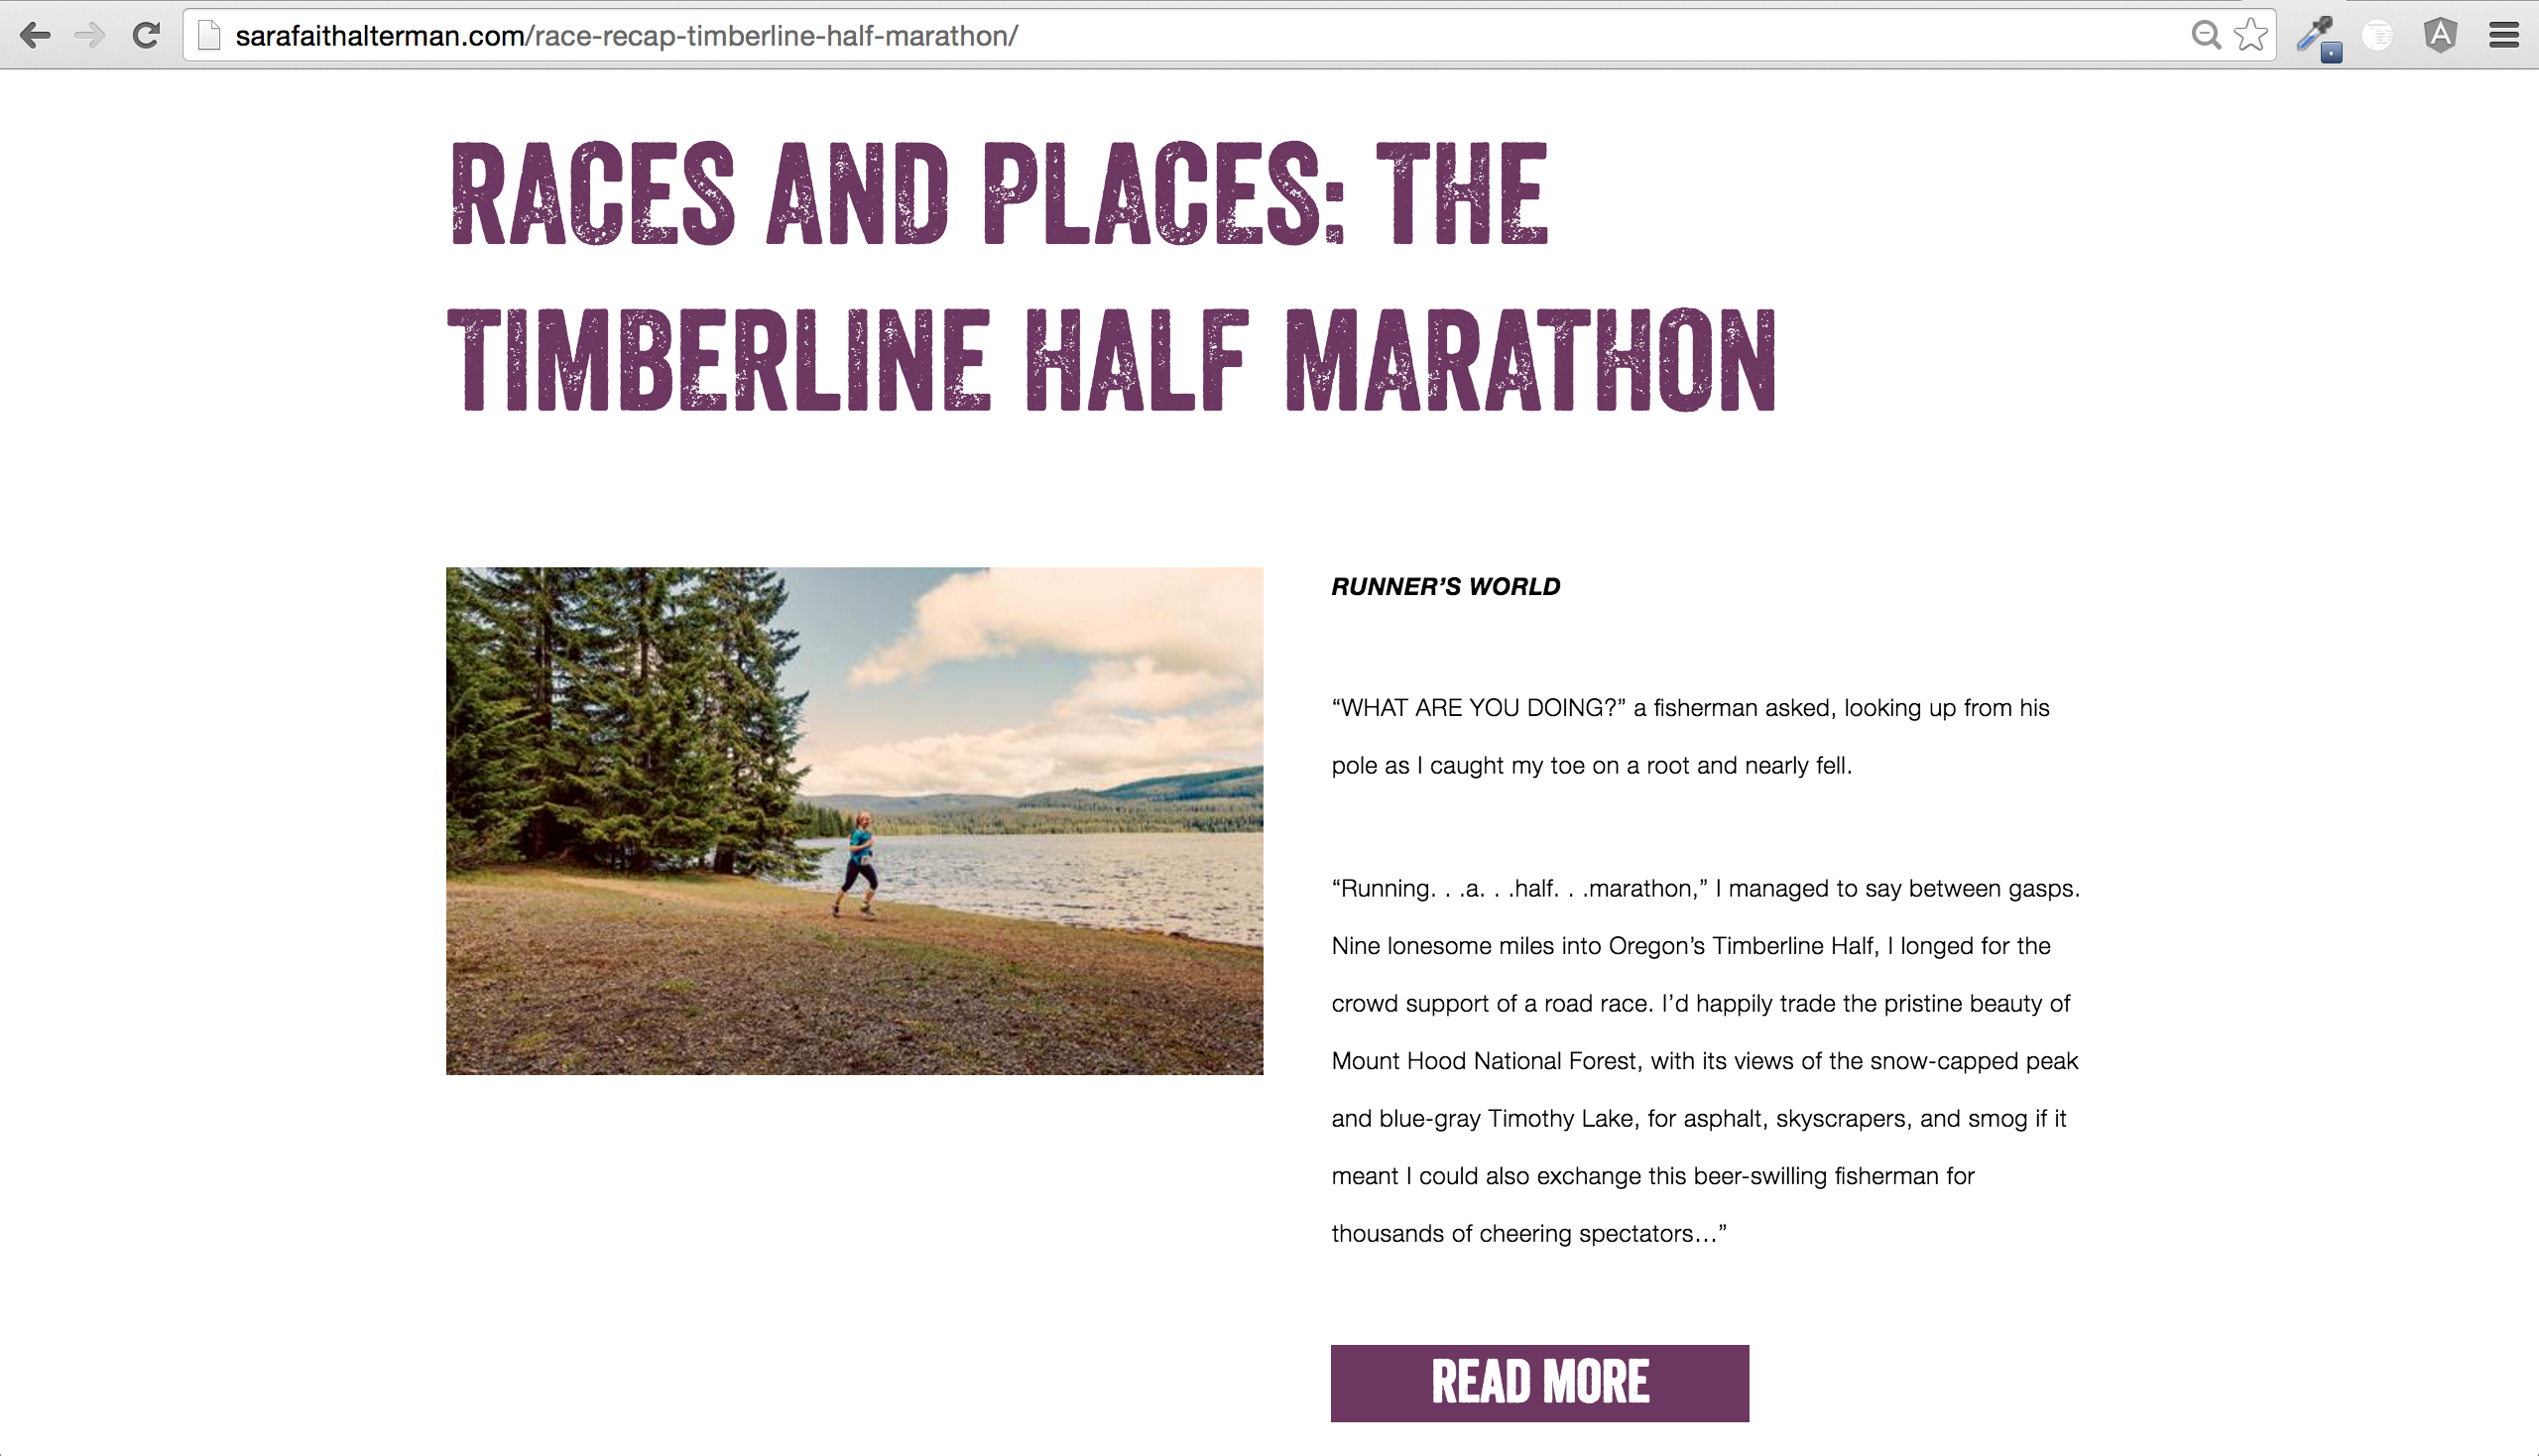 sarafaithalterman.com/race-recap-timberline-half-marathon/
RACES AND PLACES: THE
TIMBERLINE HALF MARATHON
RUNNER’S WORLD
“WHAT ARE YOU DOING?” a fisherman asked, looking up from his
pole as I caught my toe on a root and nearly fell.
“Running. . .a. . .half. . .marathon,” I managed to say between gasps.
Nine lonesome miles into Oregon’s Timberline Half, I longed for the
crowd support of a road race. I’d happily trade the pristine beauty of
Mount Hood National Forest, with its views of the snow-capped peak
and blue-gray Timothy Lake, for asphalt, skyscrapers, and smog if it
meant I could also exchange this beer-swilling fisherman for
thousands of cheering spectators…”
READ MORE